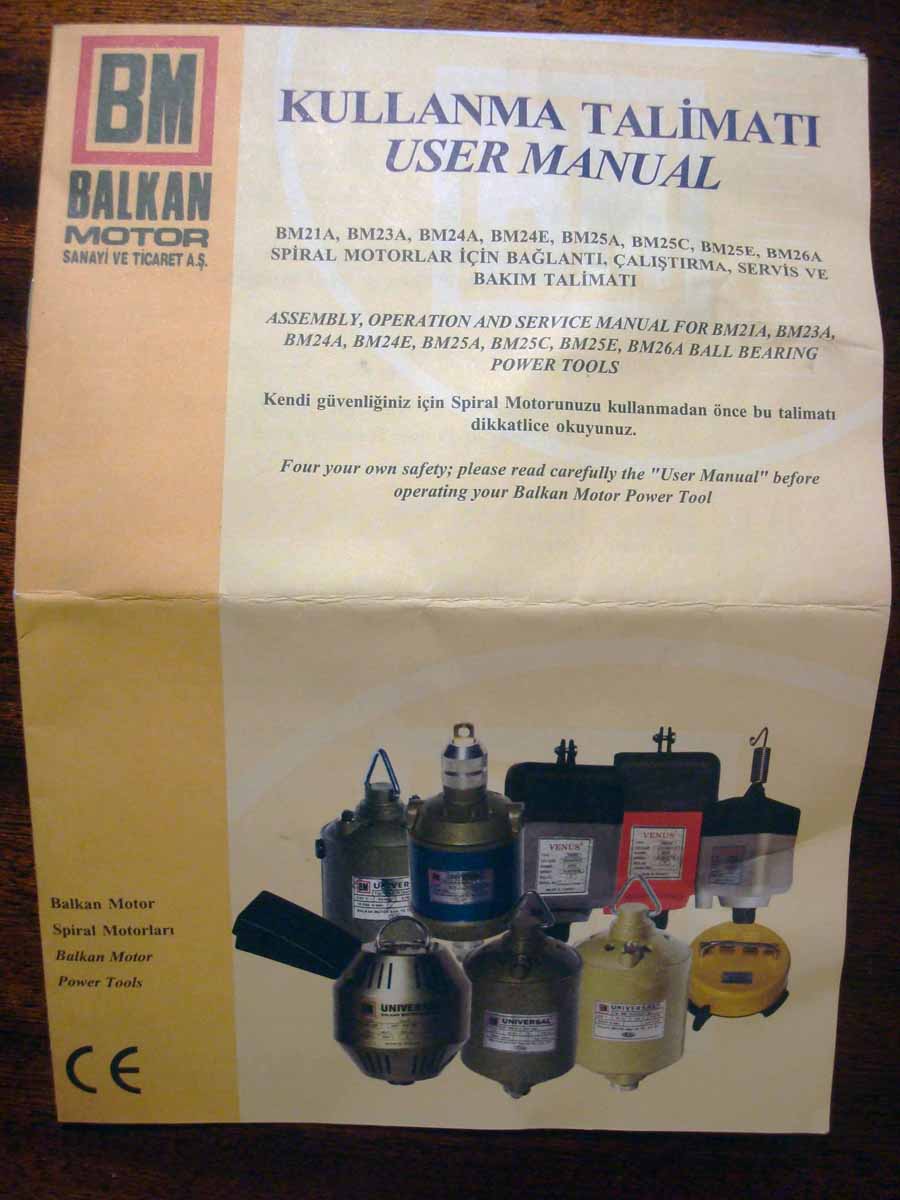 BM
BALKAN
MOTOR
SANAYİ VE TİCARET A.Ş.
KULLANMA TALİMATI
USER MANUAL
BM21A, BM23A, BM24A, BM24E, BM25A, BM25C, BM25E, BM26A
SPİRAL MOTORLAR İÇİN BAĞLANTI, ÇALIŞTIRMA, SERVİS VE
BAKIM TALİMATI
ASSEMBLY, OPERATION AND SERVICE MANUAL FOR BM21A, BM23A,
BM24A, BM24E, BM25A, BM25C, BM25E, BM26A BALL BEARING
POWER TOOLS
Kendi güvenliğiniz için Spiral Motorunuzu kullanmadan önce bu talimatı
dikkatlice okuyunuz.
Four your own safety; please read carefully the "User Manual" before
operating your Balkan Motor Power Tool
VENUS
VENUS
BM UNIVER
UNIVERSAL
UNIVERSAL
UNIVERSAL
Balkan Motor
Spiral Motorları
Balkan Motor
Power Tools
CE